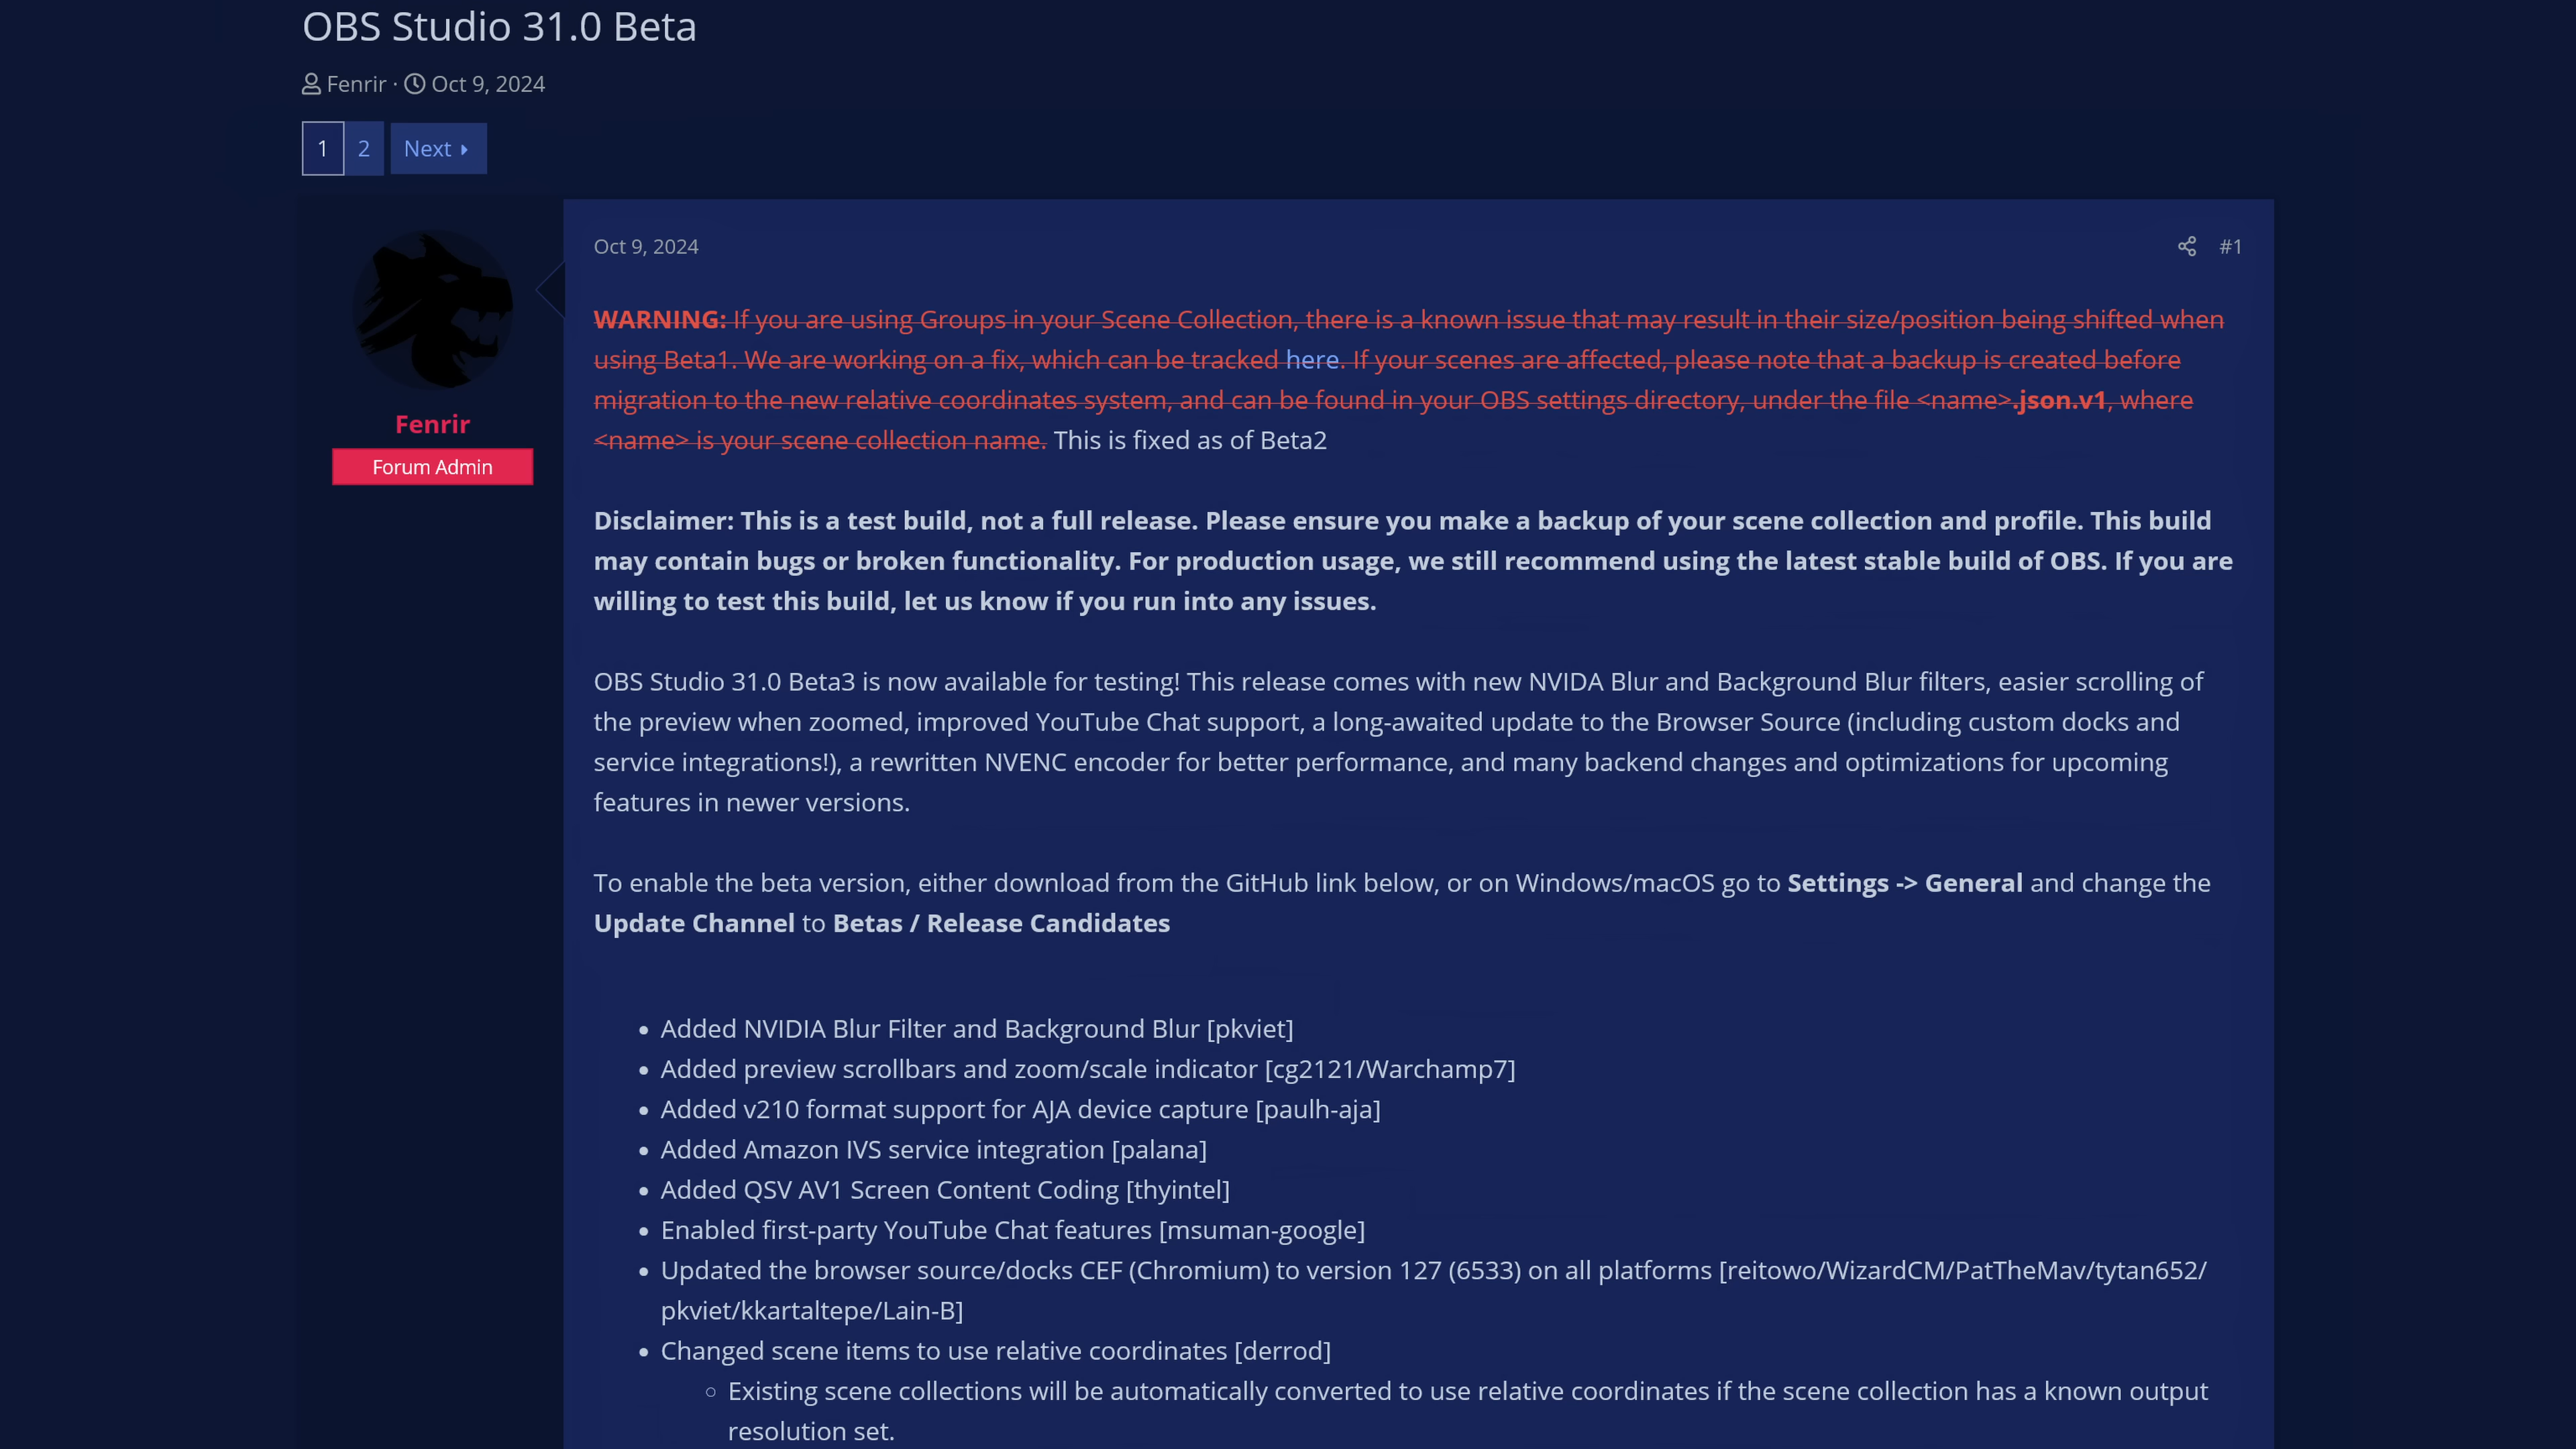 OBS Studio 31.0 Beta
Fenrir · Oct 9, 2024
1 2 Next
Oct 9, 2024 #1
Fenrir
Forum Admin
WARNING: If you are using Groups in your Scene Collection, there is a known issue that may result in their size/position being shifted when
using Beta1. We are working on a fix, which can be tracked here. If your scenes are affected, please note that a backup is created before
migration to the new relative coordinates system, and can be found in your OBS settings directory, under the file <name>.json.v1, where
<name> is your scene collection name. This is fixed as of Beta2
Disclaimer: This is a test build, not a full release. Please ensure you make a backup of your scene collection and profile. This build
may contain bugs or broken functionality. For production usage, we still recommend using the latest stable build of OBS. If you are
willing to test this build, let us know if you run into any issues.
OBS Studio 31.0 Beta3 is now available for testing! This release comes with new NVIDA Blur and Background Blur filters, easier scrolling of
the preview when zoomed, improved YouTube Chat support, a long-awaited update to the Browser Source (including custom docks and
service integrations!), a rewritten NVENC encoder for better performance, and many backend changes and optimizations for upcoming
features in newer versions.
To enable the beta version, either download from the GitHub link below, or on Windows/macOS go to Settings -> General and change the
Update Channel to Betas / Release Candidates
• Added NVIDIA Blur Filter and Background Blur [pkviet]
• Added preview scrollbars and zoom/scale indicator [cg2121/Warchamp7]
• Added v210 format support for AJA device capture [paulh-aja]
• Added Amazon IVS service integration [palana]
• Added QSV AV1 Screen Content Coding [thyintel]
• Enabled first-party YouTube Chat features [msuman-google]
• Updated the browser source/docks CEF (Chromium) to version 127 (6533) on all platforms [reitowo/WizardCM/PatTheMav/tytan652/
pkviet/kkartaltepe/Lain-B]
• Changed scene items to use relative coordinates [derrod]
◦ Existing scene collections will be automatically converted to use relative coordinates if the scene collection has a known output
resolution set.